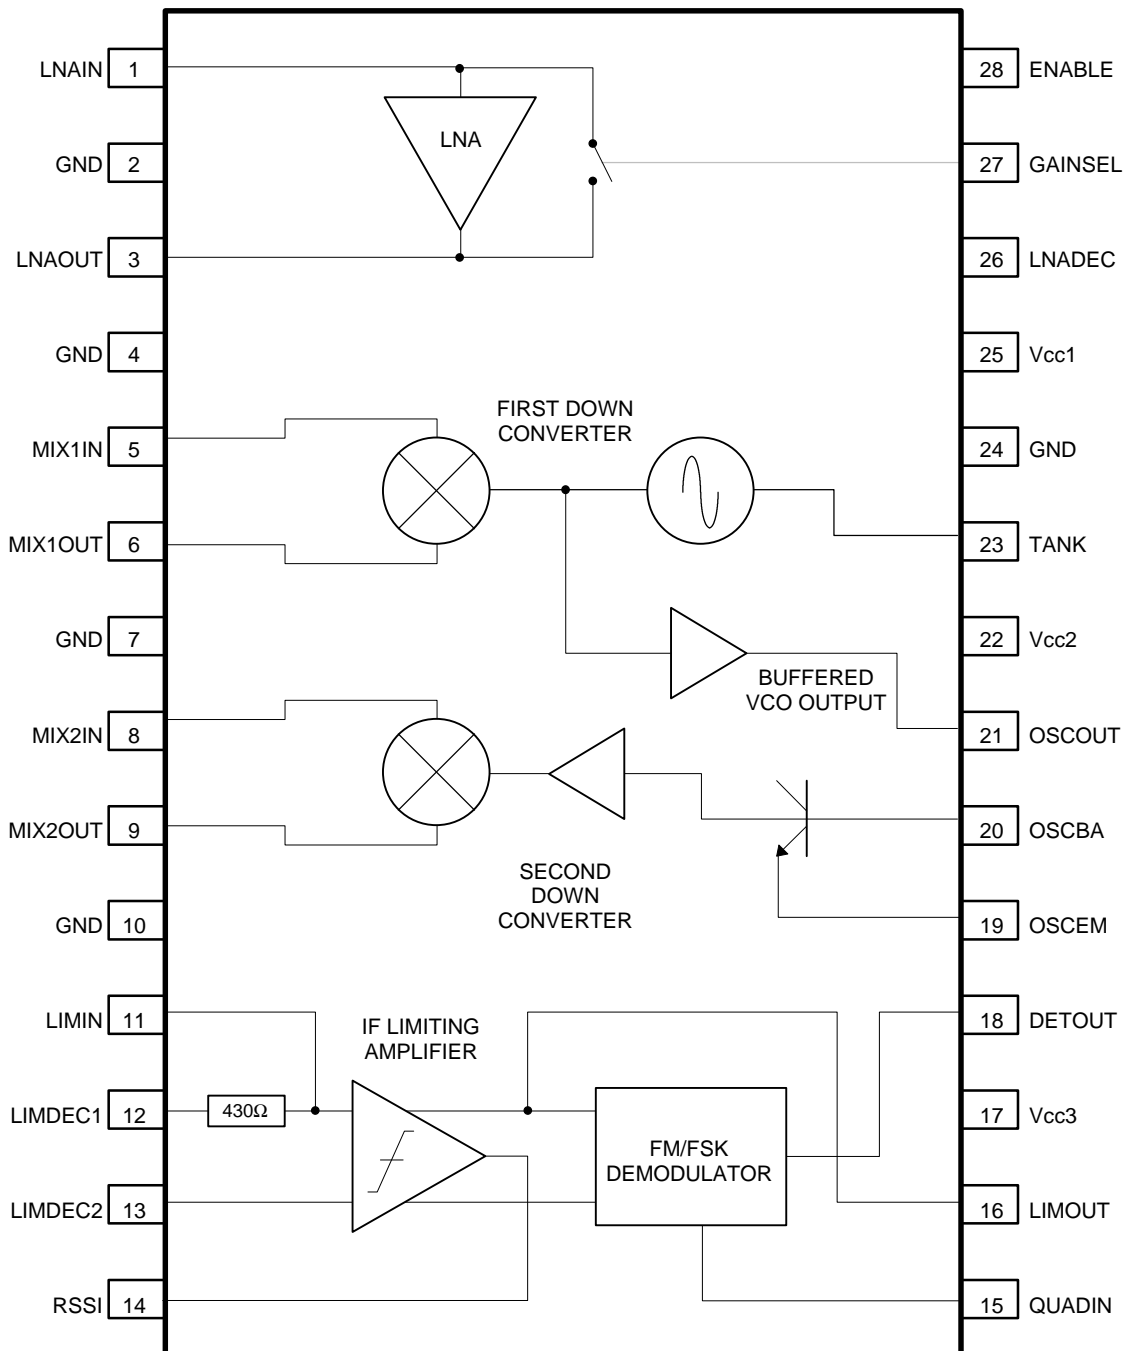 LNAIN 1
GND 2
LNAOUT 3
GND 4
MIX1IN 5
MIX1OUT 6
GND 7
MIX2IN 8
MIX2OUT 9
GND 10
LIMIN 11
LIMDEC1 12
LIMDEC2 13
RSSI 14
LNA
FIRST DOWN
CONVERTER
BUFFERED
VCO OUTPUT
SECOND
DOWN
CONVERTER
IF LIMITING
AMPLIFIER
430Ω
FM/FSK
DEMODULATOR
28 ENABLE
27 GAINSEL
26 LNADEC
25 Vcc1
24 GND
23 TANK
22 Vcc2
21 OSCOUT
20 OSCBA
19 OSCEM
18 DETOUT
17 Vcc3
16 LIMOUT
15 QUADIN